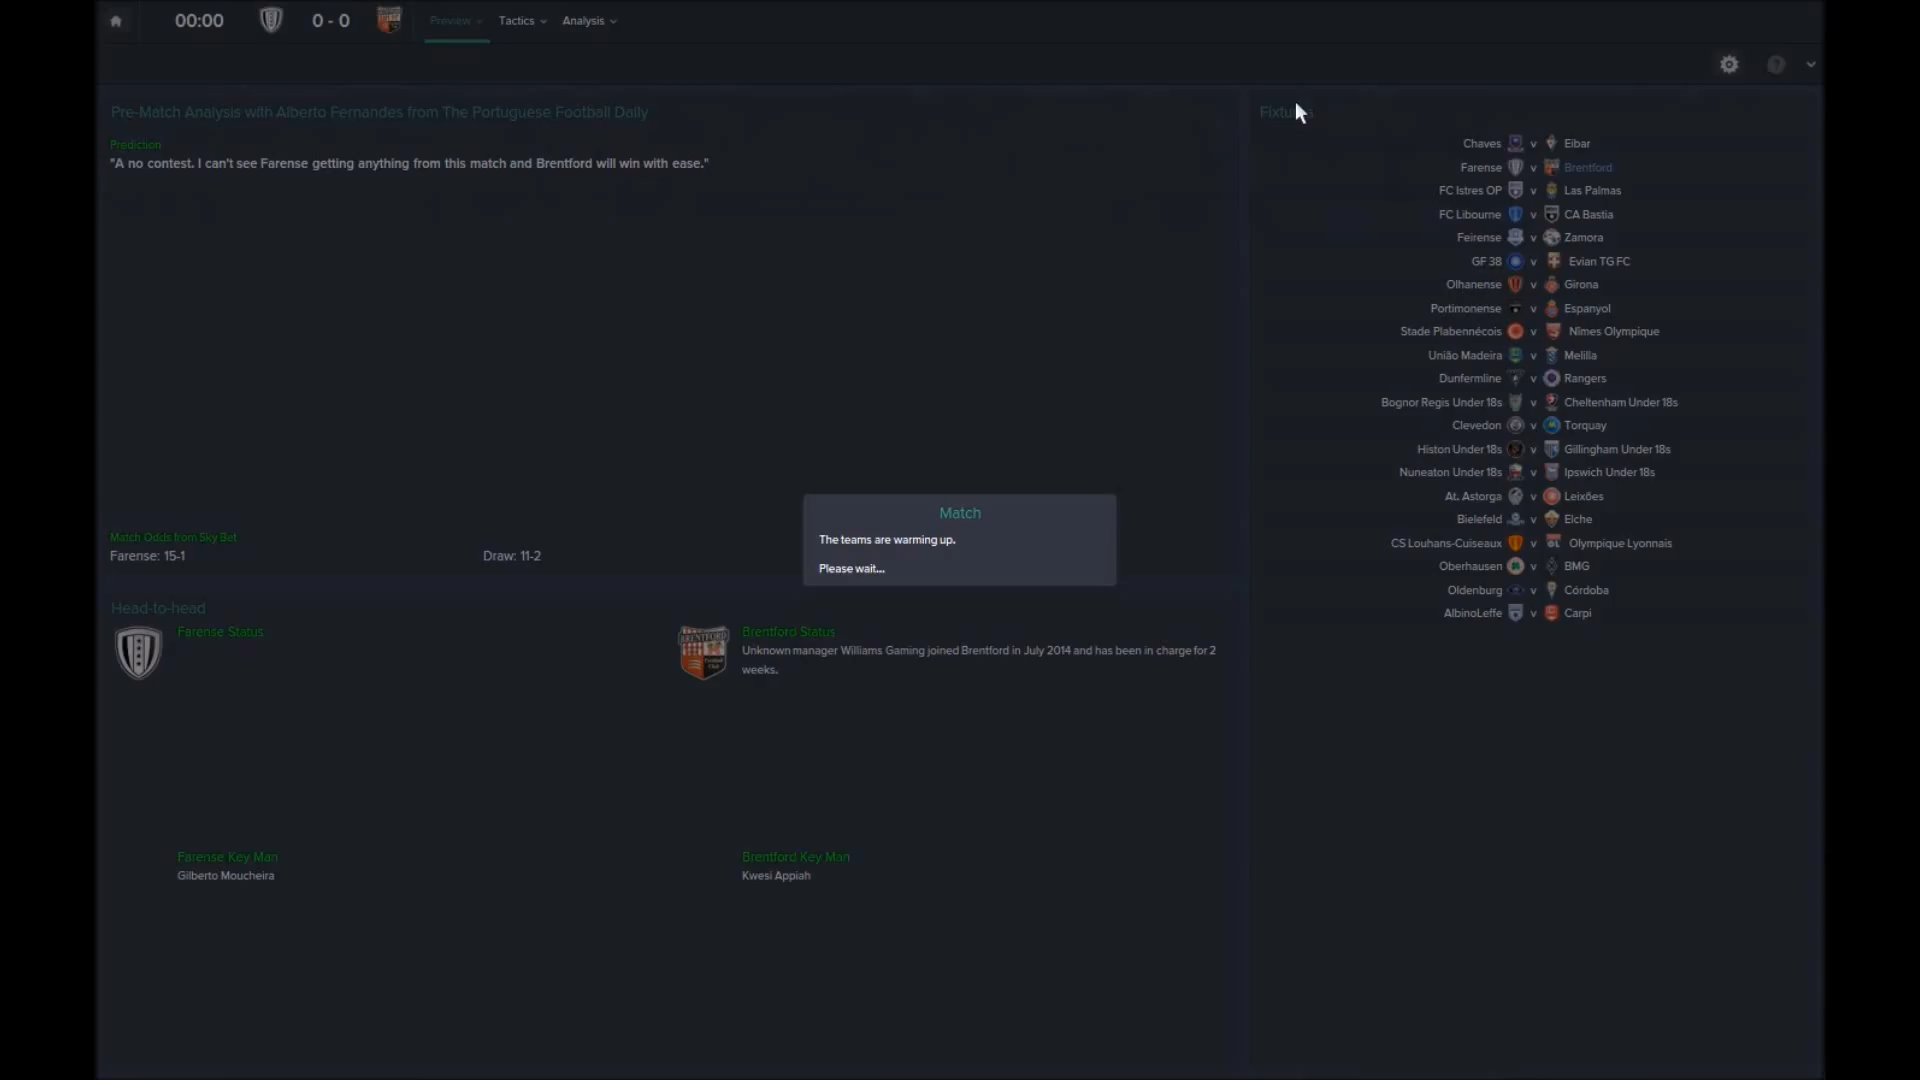 00:00
0 - 0
Preview
Tactics
Analysis
Pre-Match Analysis with Alberto Fernandes from The Portuguese Football Daily
Prediction
"A no contest. I can't see Farense getting anything from this match and Brentford will win with ease."
Match Odds from Sky Bet
Farense: 15-1
Draw: 11-2
Match
The teams are warming up.
Please wait...
Head-to-head
Farense Status
Brentford Status
Unknown manager Williams Gaming joined Brentford in July 2014 and has been in charge for 2
weeks.
Farense Key Man
Gilberto Moucheira
Brentford Key Man
Kwesi Appiah
Fixtures
Chaves v Eibar
Farense v Brentford
FC Istres OP v Las Palmas
FC Libourne v CA Bastia
Feirense v Zamora
GF 38 v Evian TG FC
Olhanense v Girona
Portimonense v Espanyol
Stade Plabennécois v Nîmes Olympique
União Madeira v Melilla
Dunfermline v Rangers
Bognor Regis Under 18s v Cheltenham Under 18s
Clevedon v Torquay
Histon Under 18s v Gillingham Under 18s
Nuneaton Under 18s v Ipswich Under 18s
At. Astorga v Leixões
Bielefeld v Elche
CS Louhans-Cuiseaux v Olympique Lyonnais
Oberhausen v BMG
Oldenburg v Córdoba
AlbinoLeffe v Carpi